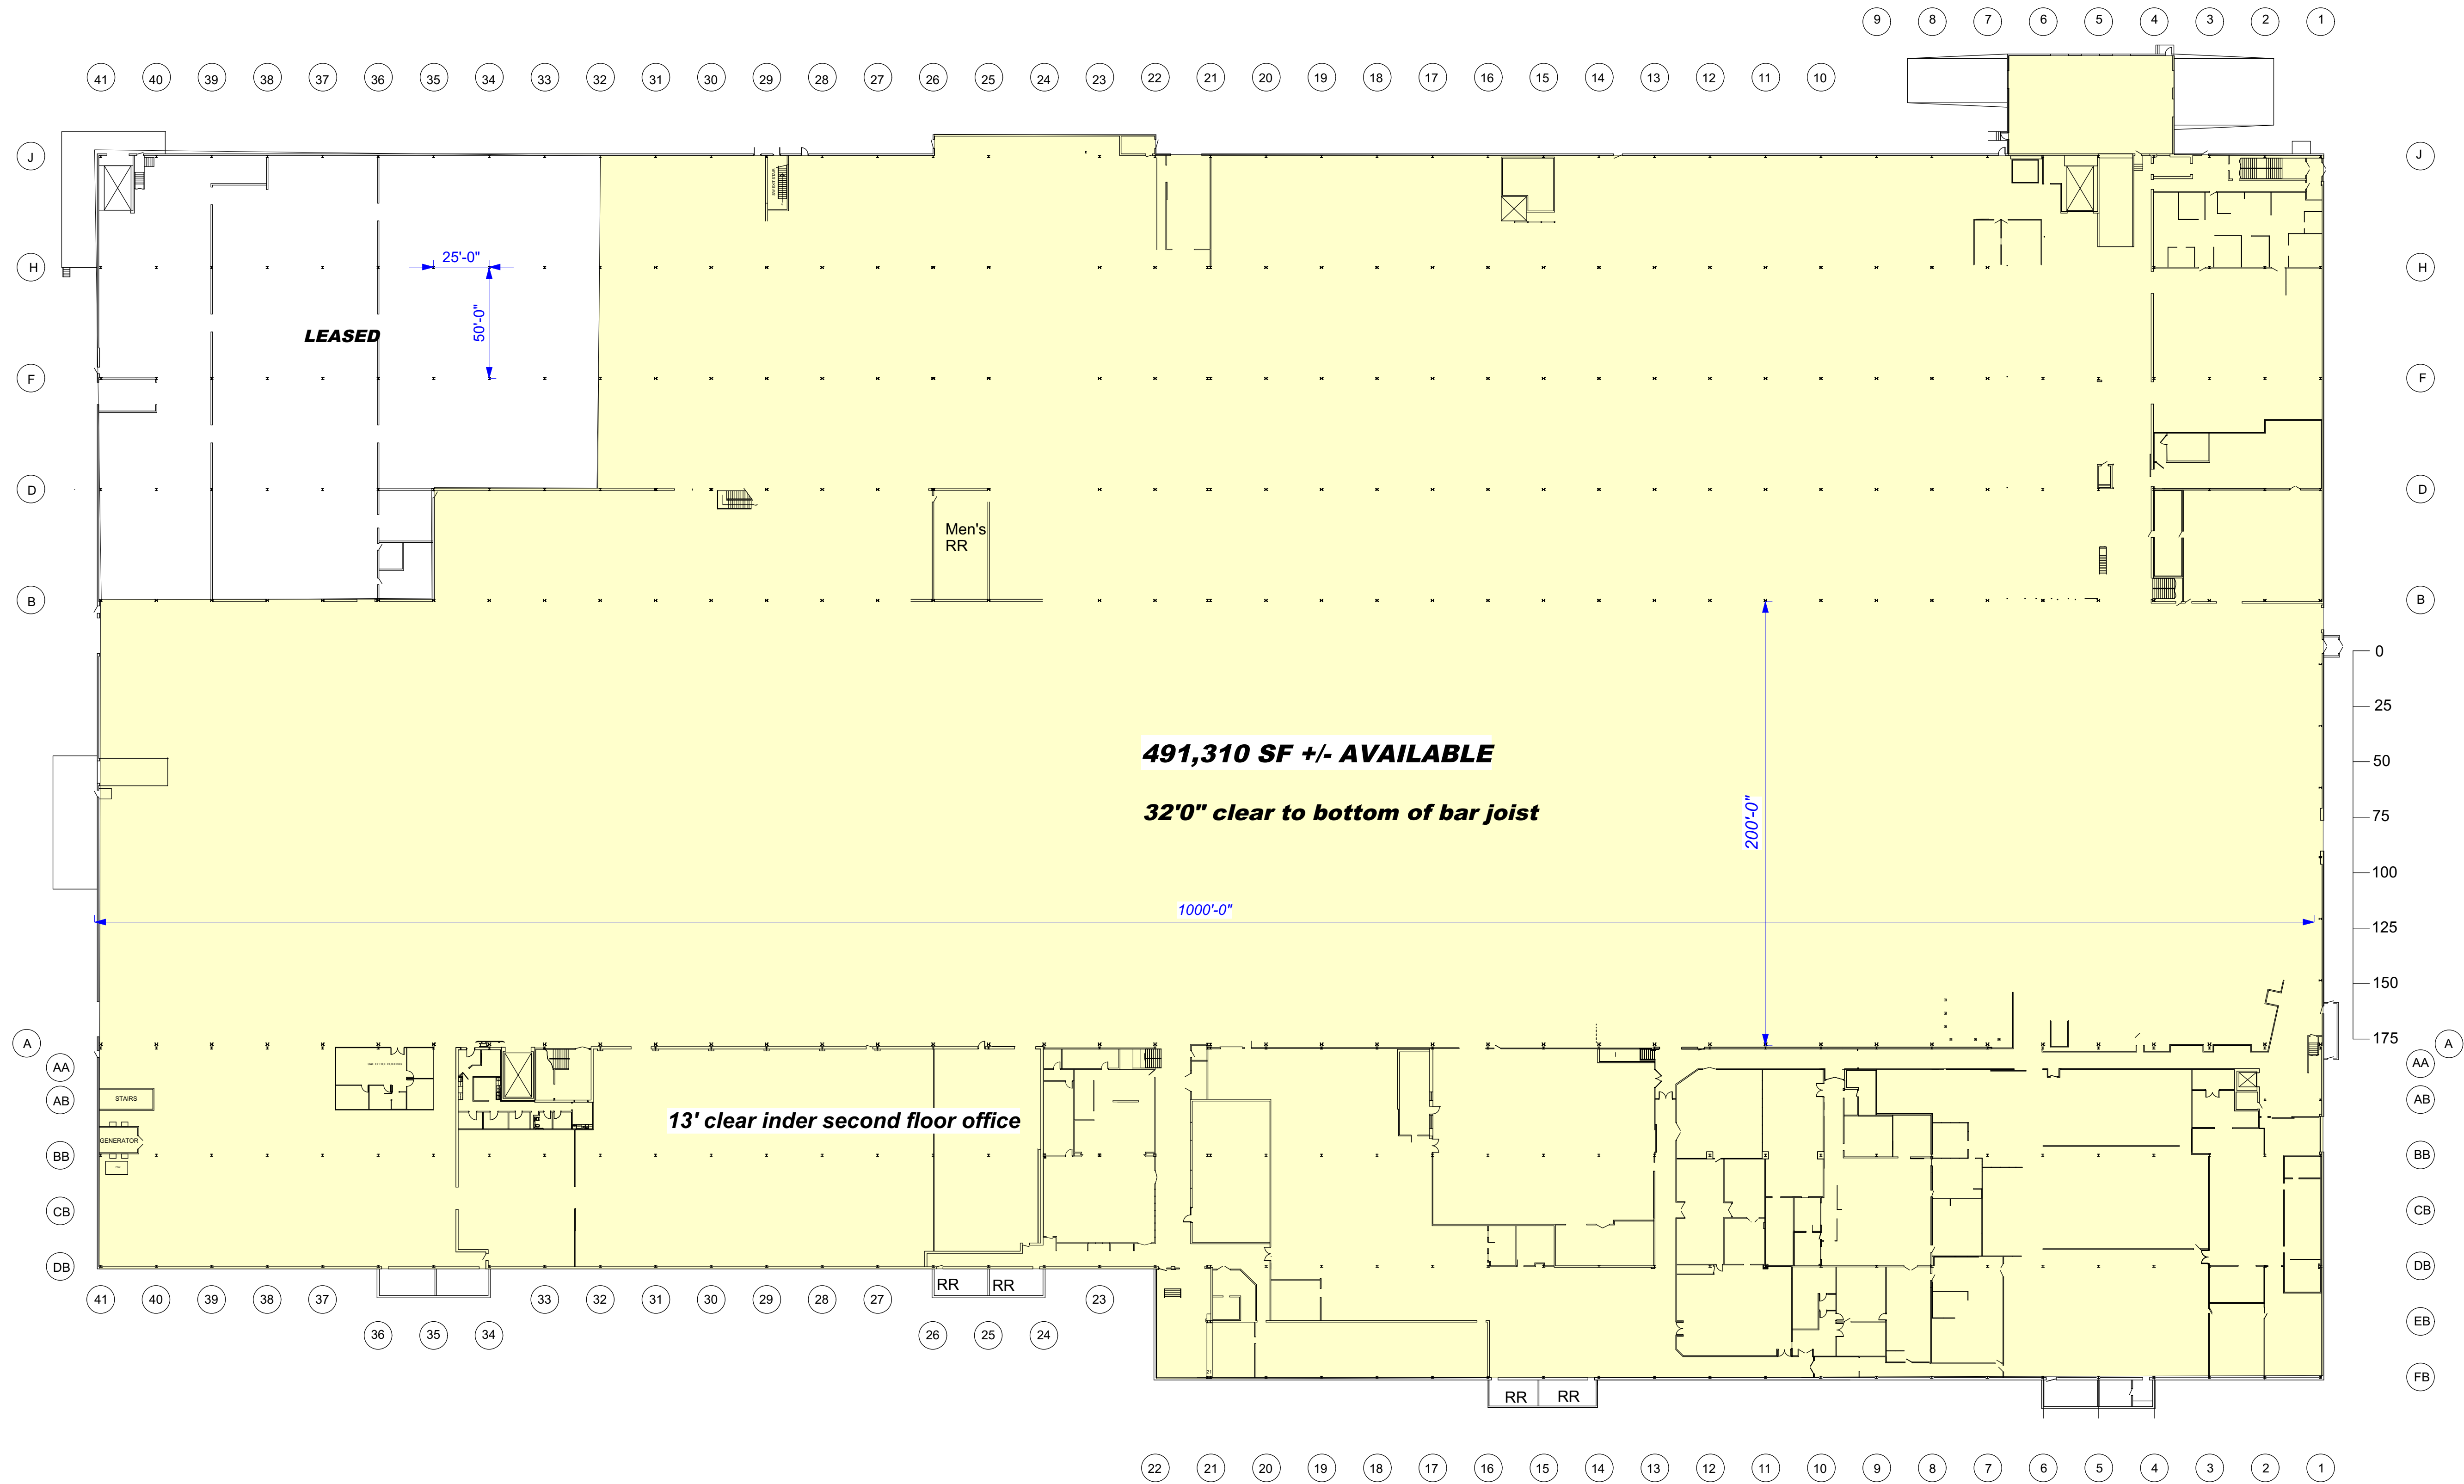 9 8 7 6 5 4 3 2 1
41 40 39 38 37 36 35 34 33 32 31 30 29 28 27 26 25 24 23 22 21 20 19 18 17 16 15 14 13 12 11 10
J J
H 25'-0" H
50'-0"
LEASED
F F
D D
Men's
RR
B B
0
25
491,310 SF +/- AVAILABLE
50
32'0" clear to bottom of bar joist
75
200'-0"
100
1000'-0"
125
150
175
A A
AA AA
AB STAIRS AB
13' clear inder second floor office
GENERATOR
BB BB
CB CB
DB DB
RR RR
41 40 39 38 37 33 32 31 30 29 28 27 23
EB
36 35 34 26 25 24
FB
RR RR
22 21 20 19 18 17 16 15 14 13 12 11 10 9 8 7 6 5 4 3 2 1